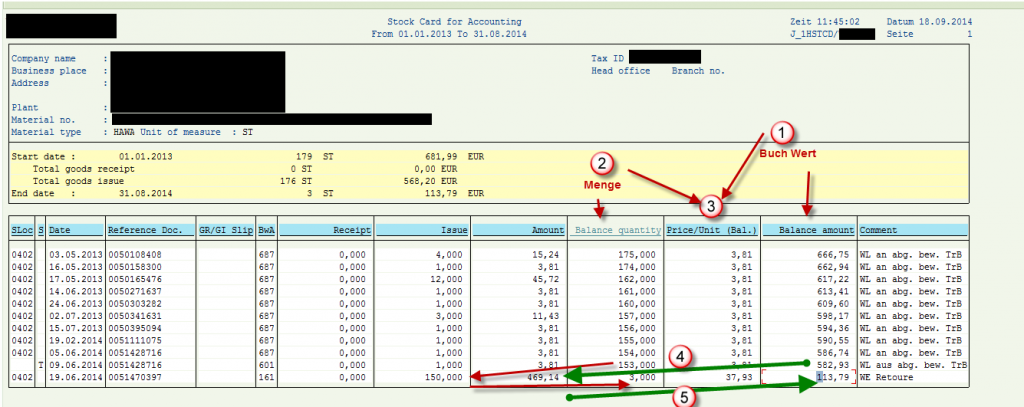 Stock Card for Accounting Zeit 11:45:02 Datum 18.09.2014
From 01.01.2013 To 31.08.2014 J_1HSTCD/ Seite 1
Company name : Tax ID
Business place : Head office Branch no.
Address :
Plant :
Material no. :
Material type : HAWA Unit of measure : ST
1
Buch Wert
Start date : 01.01.2013 179 ST 681,99 EUR
Total goods receipt 0 ST 0,00 EUR
Total goods issue 176 ST 568,20 EUR
End date : 31.08.2014 3 ST 113,79 EUR
2
Menge
3
SLoc S Date Reference Doc. GR/GI Slip BwA Receipt Issue Amount Balance quantity Price/Unit (Bal.) Balance amount Comment
0402 03.05.2013 0050108408 687 0,000 4,000 15,24 175,000 3,81 666,75 WL an abg. bew. TrB
0402 16.05.2013 0050158300 687 0,000 1,000 3,81 174,000 3,81 662,94 WL an abg. bew. TrB
0402 17.05.2013 0050165476 687 0,000 12,000 45,72 162,000 3,81 617,22 WL an abg. bew. TrB
0402 14.06.2013 0050271637 687 0,000 1,000 3,81 161,000 3,81 613,41 WL an abg. bew. TrB
0402 24.06.2013 0050303282 687 0,000 1,000 3,81 160,000 3,81 609,60 WL an abg. bew. TrB
0402 02.07.2013 0050341631 687 0,000 3,000 11,43 157,000 3,81 598,17 WL an abg. bew. TrB
0402 15.07.2013 0050395094 687 0,000 1,000 3,81 156,000 3,81 594,36 WL an abg. bew. TrB
0402 19.02.2014 0051111075 687 0,000 1,000 3,81 155,000 3,81 590,55 WL an abg. bew. TrB
0402 05.06.2014 0051428716 687 0,000 1,000 3,81 154,000 3,81 586,74 WL an abg. bew. TrB
T 09.06.2014 0051428716 601 0,000 1,000 3,81 153,000 3,81 582,93 WL aus abg. bew. TrB
0402 19.06.2014 0051470397 161 0,000 150,000 469,14 3,000 37,93 113,79 WE Retoure
4
5